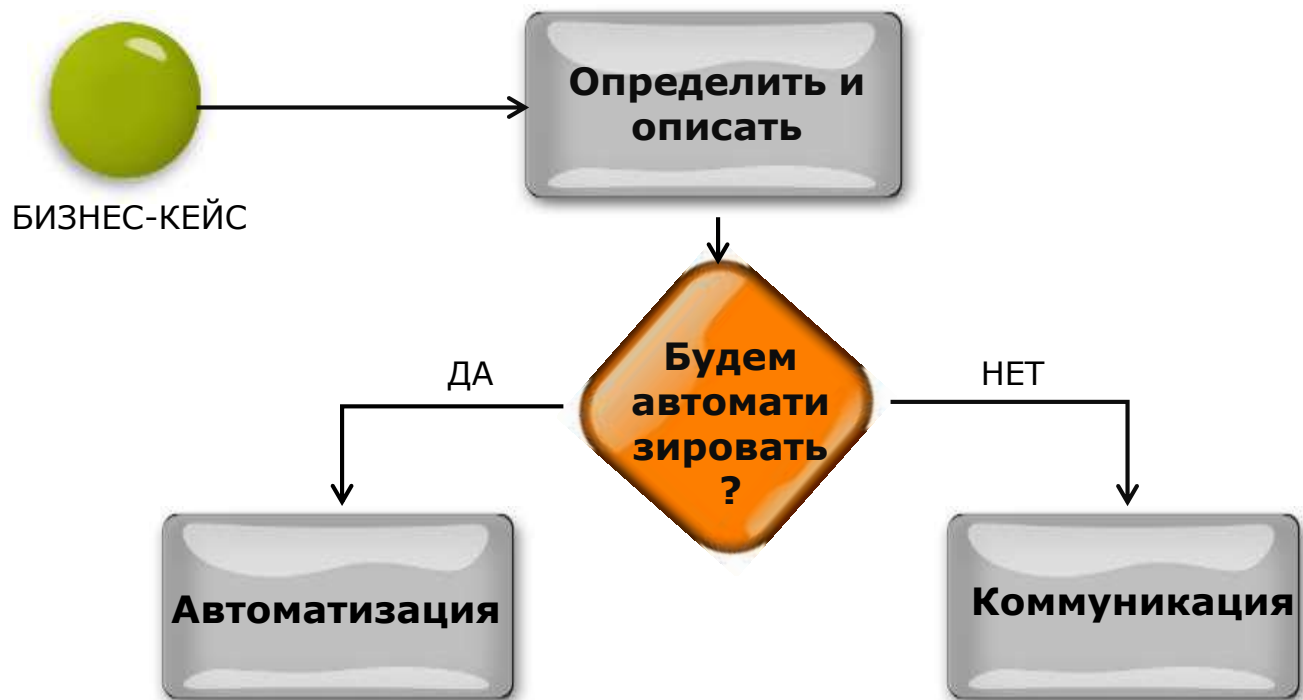 Определить и
описать
БИЗНЕС-КЕЙС
ДА
Будем
автомати
зировать
?
НЕТ
Автоматизация
Коммуникация